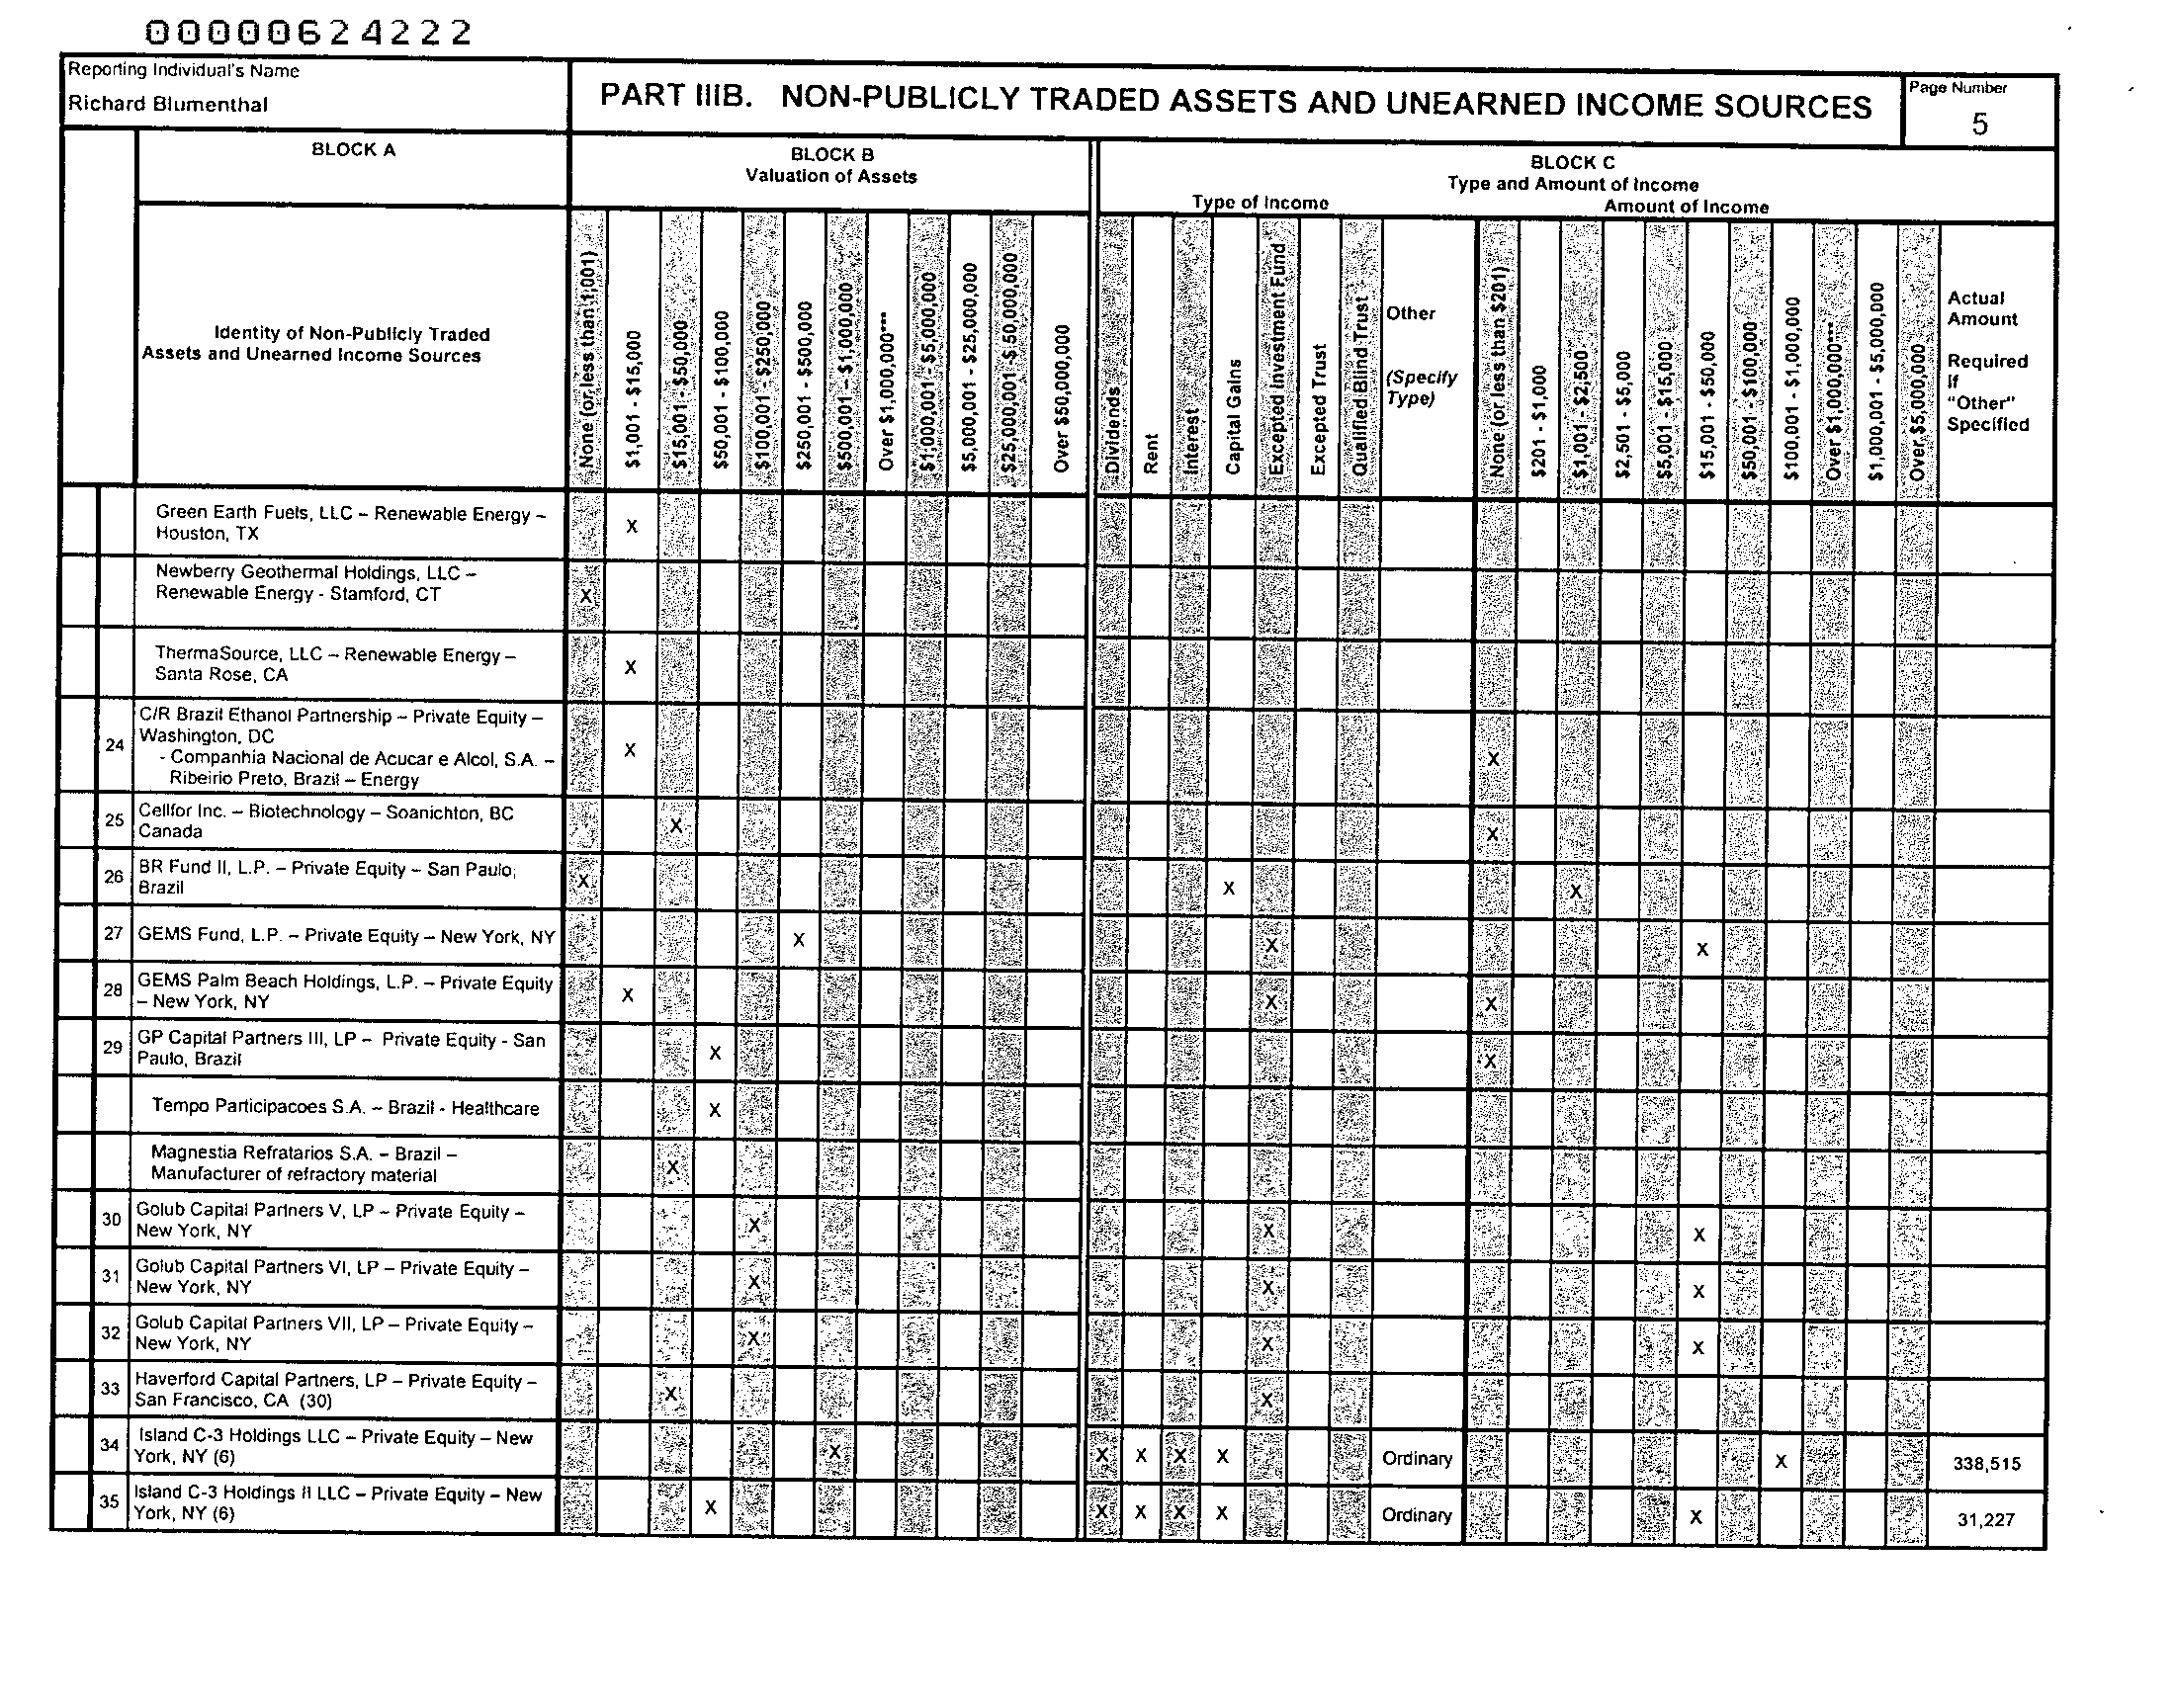 00000624222
Reporting Individual's Name
Richard Blumenthal
PART IIIB. NON-PUBLICLY TRADED ASSETS AND UNEARNED INCOME SOURCES
Page Number
5
BLOCK A
BLOCK B
Valuation of Assets
BLOCK C
Type and Amount of Income
Type of Income
Amount of Income
Identity of Non-Publicly Traded
Assets and Unearned Income Sources
None (or less than $1,001)
$1,001 - $15,000
$15,001 - $50,000
$50,001 - $100,000
$100,001 - $250,000
$250,001 - $500,000
$500,001 – $1,000,000
Over $1,000,000***
$1,000,001 - $5,000,000
$5,000,001 - $25,000,000
$25,000,001 - $50,000,000
Over $50,000,000
Dividends
Rent
Interest
Capital Gains
Excepted Investment Fund
Excepted Trust
Qualified Blind Trust
Other
(Specify
Type)
None (or less than $201)
$201 - $1,000
$1,001 - $2,500
$2,501 - $5,000
$5,001 - $15,000
$15,001 - $50,000
$50,001 - $100,000
$100,001 - $1,000,000
Over $1,000,000***
$1,000,001 - $5,000,000
Over $5,000,000
Actual
Amount
Required
If
"Other"
Specified
Green Earth Fuels, LLC – Renewable Energy –
Houston, TX
X
Newberry Geothermal Holdings, LLC –
Renewable Energy - Stamford, CT
X
ThermaSource, LLC – Renewable Energy –
Santa Rose, CA
X
24
C/R Brazil Ethanol Partnership – Private Equity –
Washington, DC
- Companhia Nacional de Acucar e Alcol, S.A. –
Ribeirio Preto, Brazil – Energy
X X
25
Cellfor Inc. – Biotechnology – Soanichton, BC
Canada
X X
26
BR Fund II, L.P. – Private Equity – San Paulo,
Brazil
X X X
27 GEMS Fund, L.P. – Private Equity – New York, NY X X X
28
GEMS Palm Beach Holdings, L.P. – Private Equity
– New York, NY
X X X
29
GP Capital Partners III, LP – Private Equity - San
Paulo, Brazil
X X
Tempo Participacoes S.A. – Brazil - Healthcare X
Magnestia Refratarios S.A. – Brazil –
Manufacturer of refractory material
X
30
Golub Capital Partners V, LP – Private Equity –
New York, NY
X X X
31
Golub Capital Partners VI, LP – Private Equity –
New York, NY
X X X
32
Golub Capital Partners VII, LP – Private Equity –
New York, NY
X X X
33
Haverford Capital Partners, LP – Private Equity –
San Francisco, CA (30)
X X
34
Island C-3 Holdings LLC – Private Equity – New
York, NY (6)
X X X X X Ordinary X 338,515
35
Island C-3 Holdings II LLC – Private Equity – New
York, NY (6)
X X X X X Ordinary X 31,227